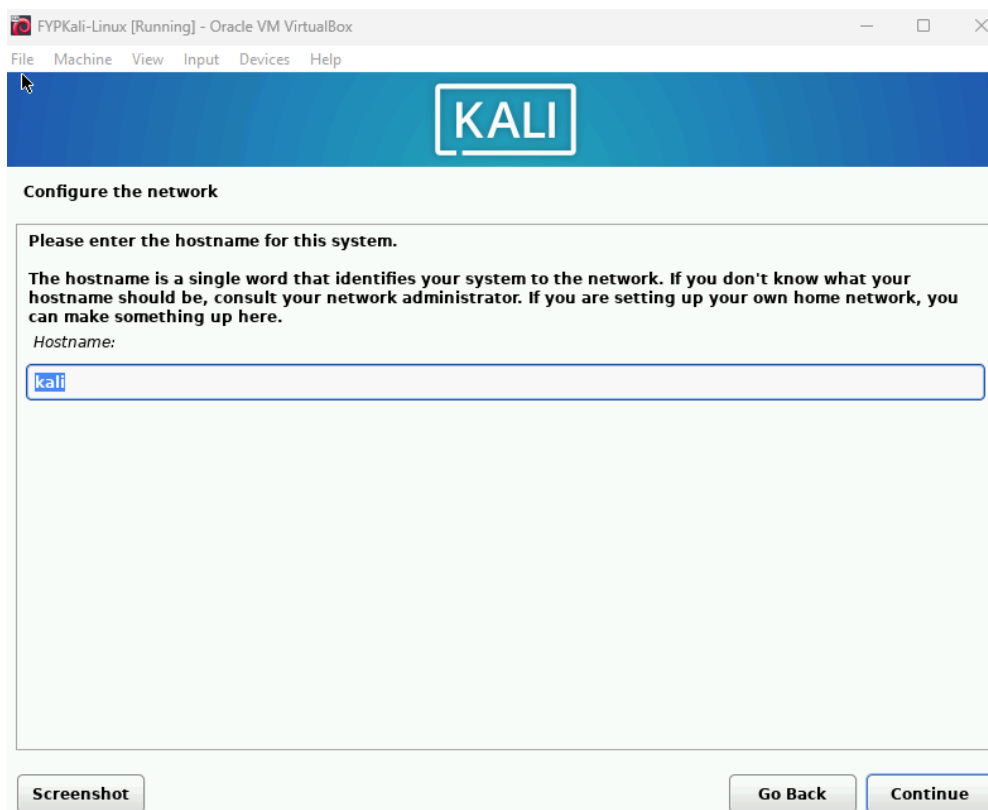 FYPKali-Linux [Running] - Oracle VM VirtualBox
File Machine View Input Devices Help
KALI
Configure the network
Please enter the hostname for this system.
The hostname is a single word that identifies your system to the network. If you don't know what your
hostname should be, consult your network administrator. If you are setting up your own home network, you
can make something up here.
Hostname:
kali
Screenshot Go Back Continue